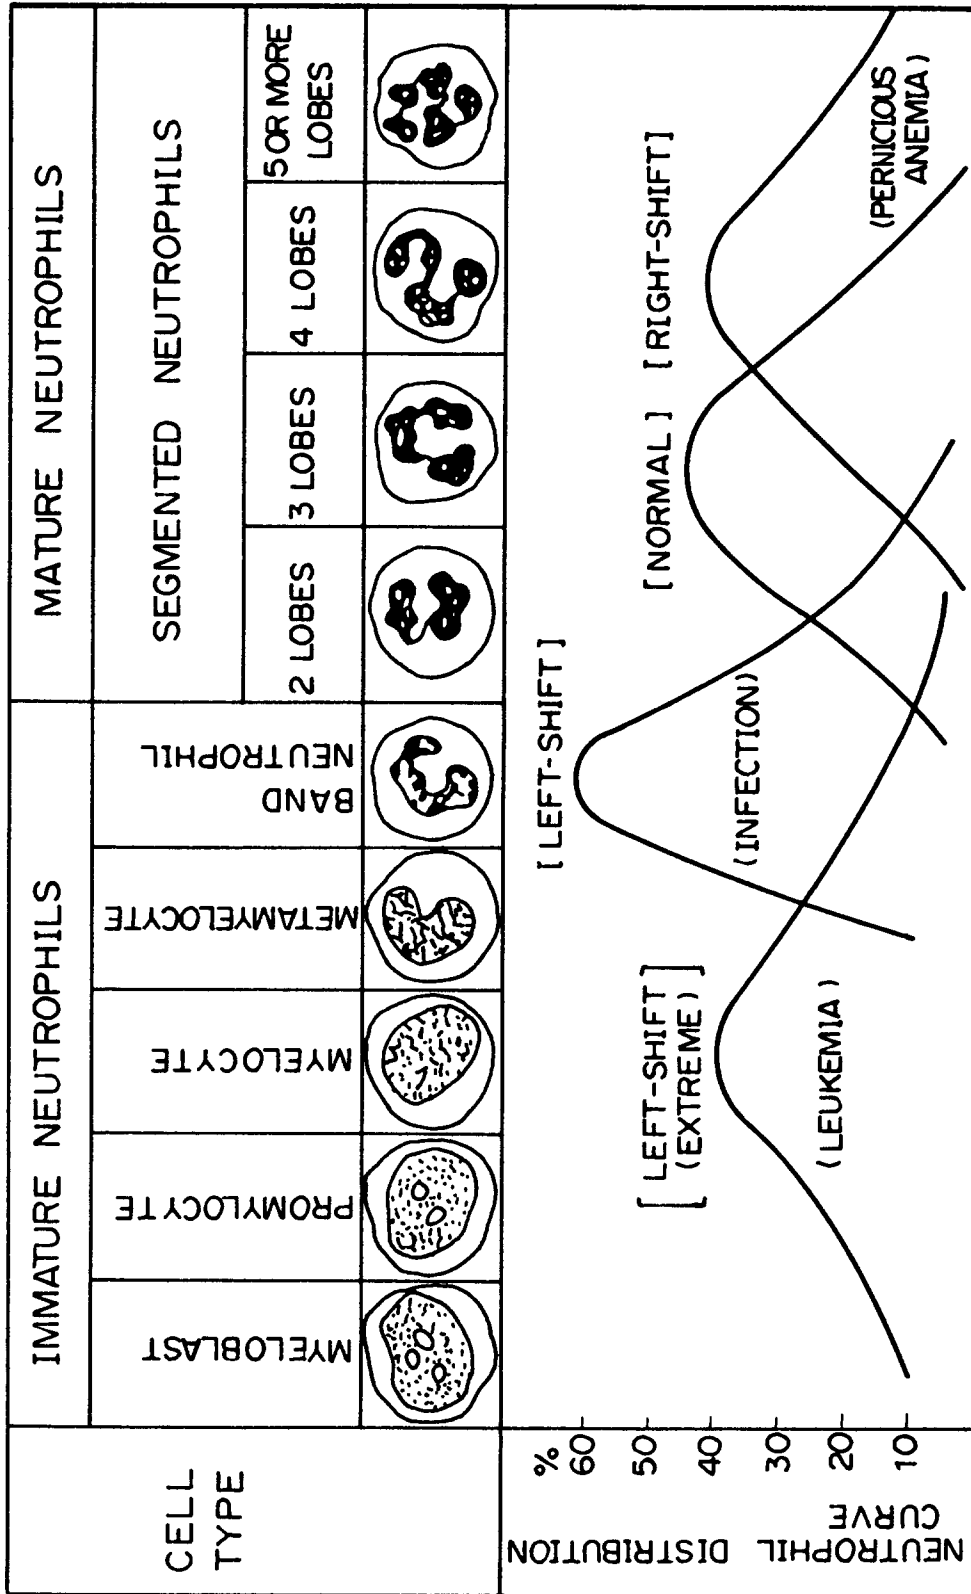 CELL
TYPE
IMMATURE NEUTROPHILS
MATURE NEUTROPHILS
SEGMENTED NEUTROPHILS
MYELOBLAST
PROMYLOCYTE
MYELOCYTE
METAMYELOCYTE
BAND
NEUTROPHIL
2 LOBES
3 LOBES
4 LOBES
5 OR MORE
LOBES
NEUTROPHIL
CURVE
DISTRIBUTION
%
60
50
40
30
20
10
[LEFT-SHIFT
(EXTREME)]
(LEUKEMIA)
[LEFT-SHIFT]
(INFECTION)
[NORMAL]
[RIGHT-SHIFT]
(PERNICIOUS
ANEMIA)